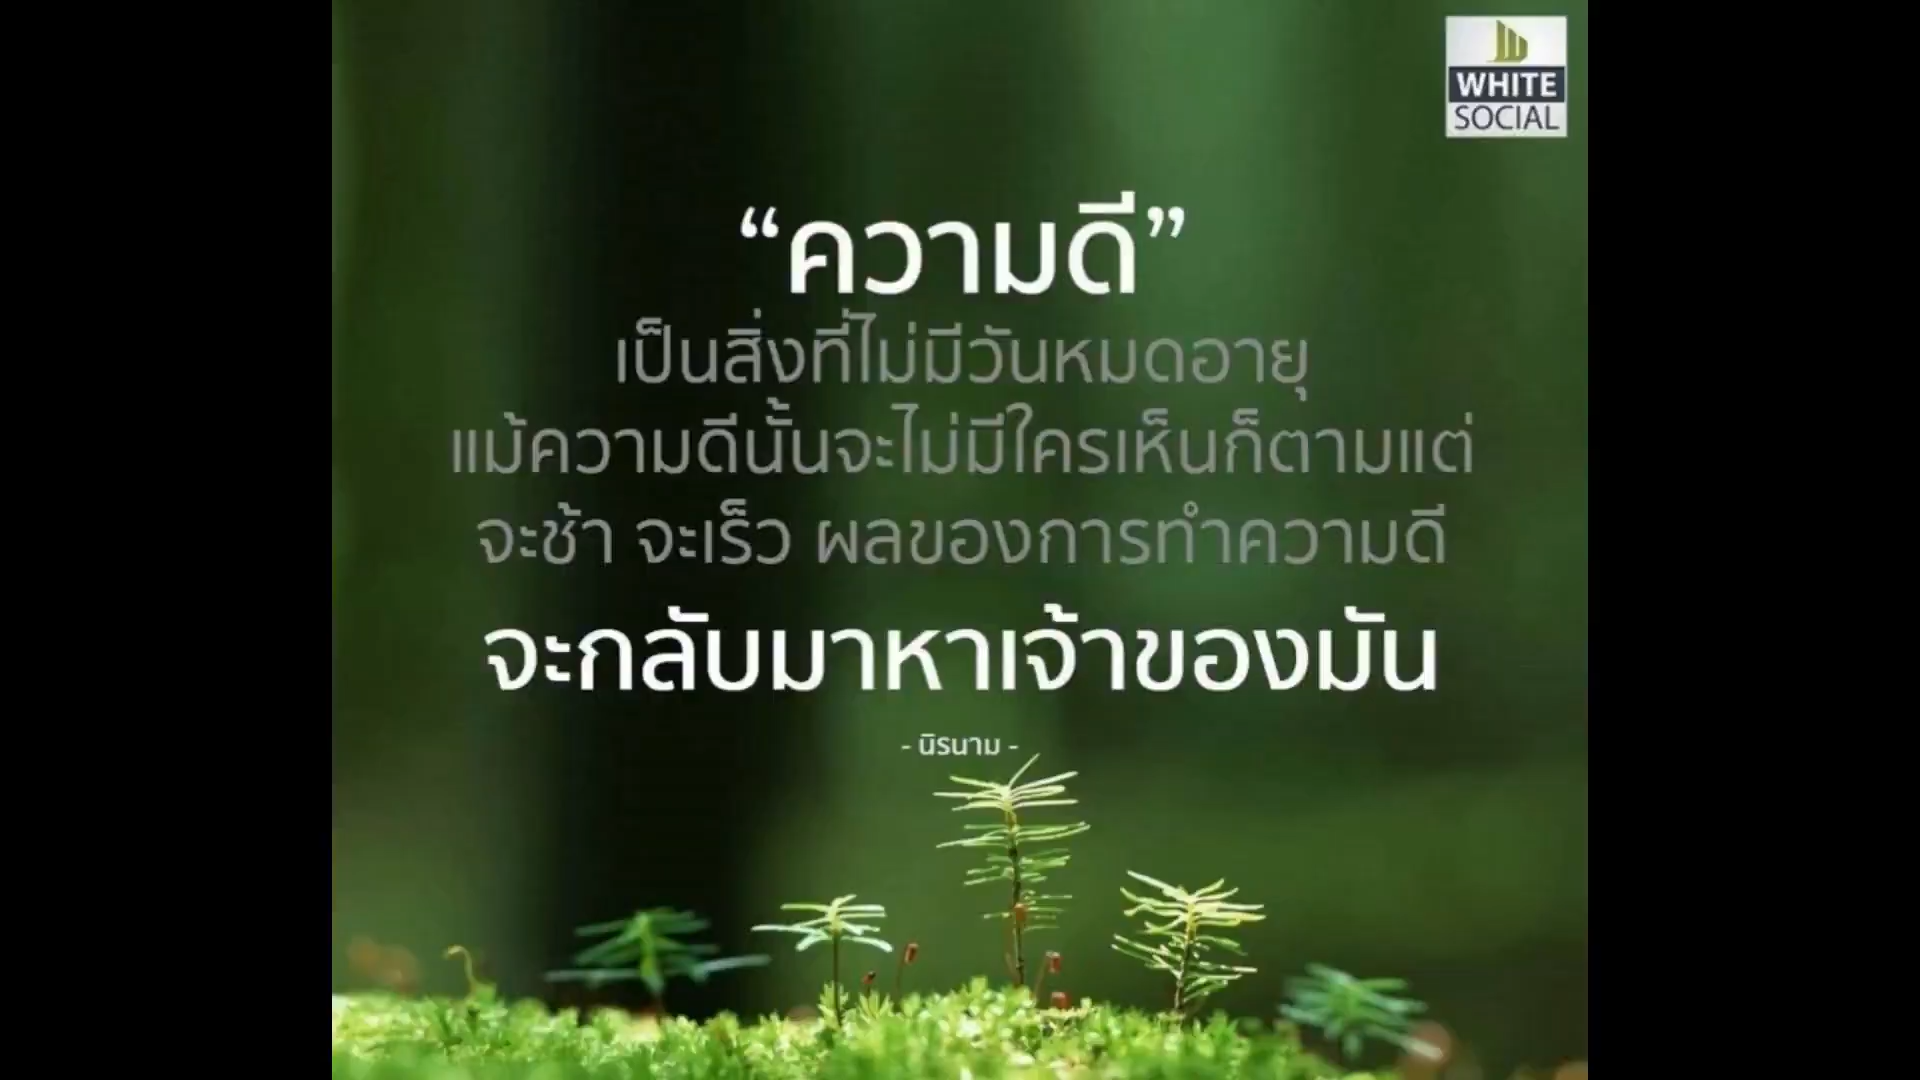 WHITE
SOCIAL
“ความดี”
เป็นสิ่งที่ไม่มีวันหมดอายุ
แม้ความดีนั้นจะไม่มีใครเห็นก็ตามแต่
จะช้า จะเร็ว ผลของการทำความดี
จะกลับมาหาเจ้าของมัน
- นิรนาม -